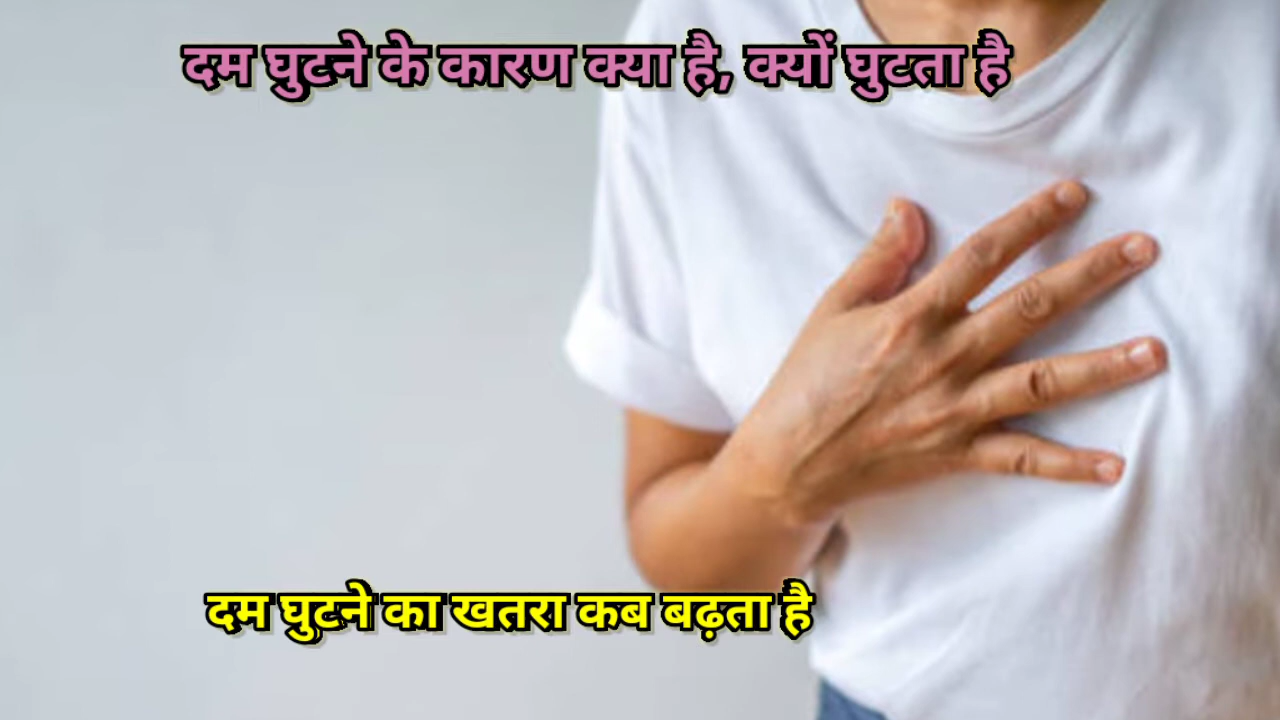 दम घुटने के कारण क्या है, क्यों घुटता है
दम घुटने का खतरा कब बढ़ता है